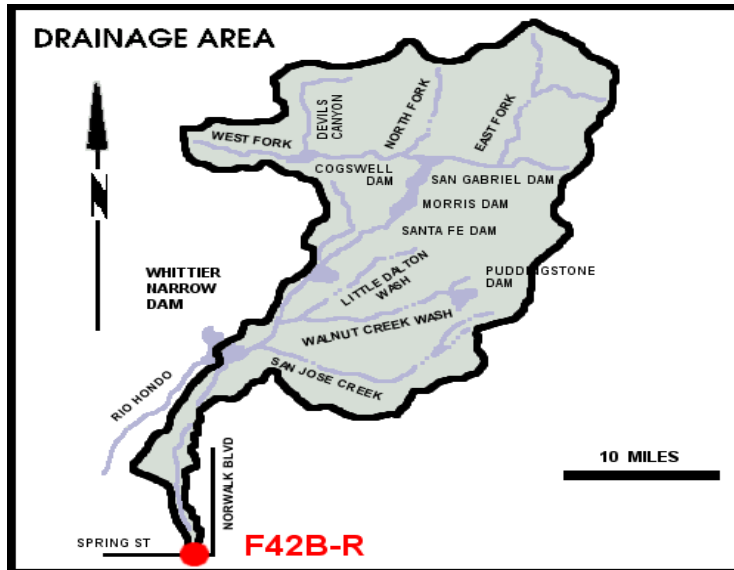 DRAINAGE AREA
N
WEST FORK
DEVILS
CANYON
NORTH FORK
EAST FORK
COGSWELL
DAM
SAN GABRIEL DAM
MORRIS DAM
SANTA FE DAM
WHITTIER
NARROW
DAM
LITTLE DALTON
WASH
PUDDINGSTONE
DAM
WALNUT CREEK WASH
SAN JOSE CREEK
RIO HONDO
10 MILES
NORWALK BLVD
SPRING ST
F42B-R